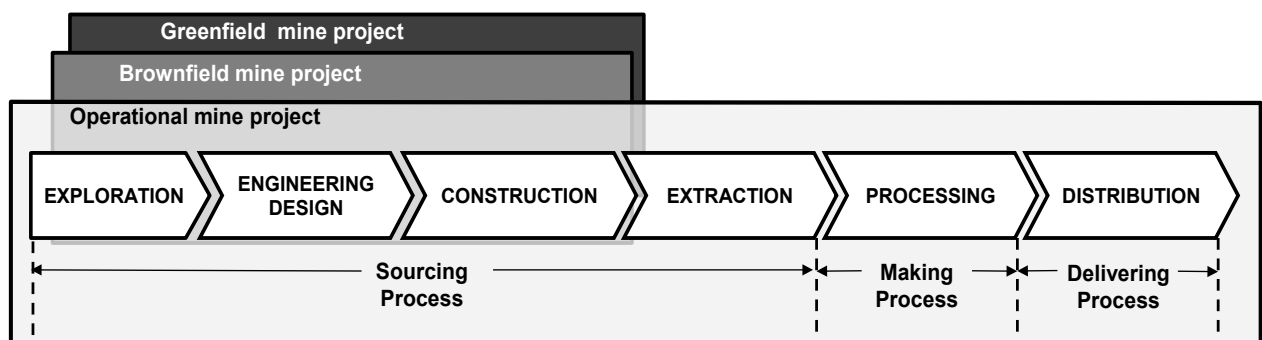 Greenfield mine project
Brownfield mine project
Operational mine project
EXPLORATION
ENGINEERING
DESIGN
CONSTRUCTION
EXTRACTION
PROCESSING
DISTRIBUTION
Sourcing
Process
Making
Process
Delivering
Process